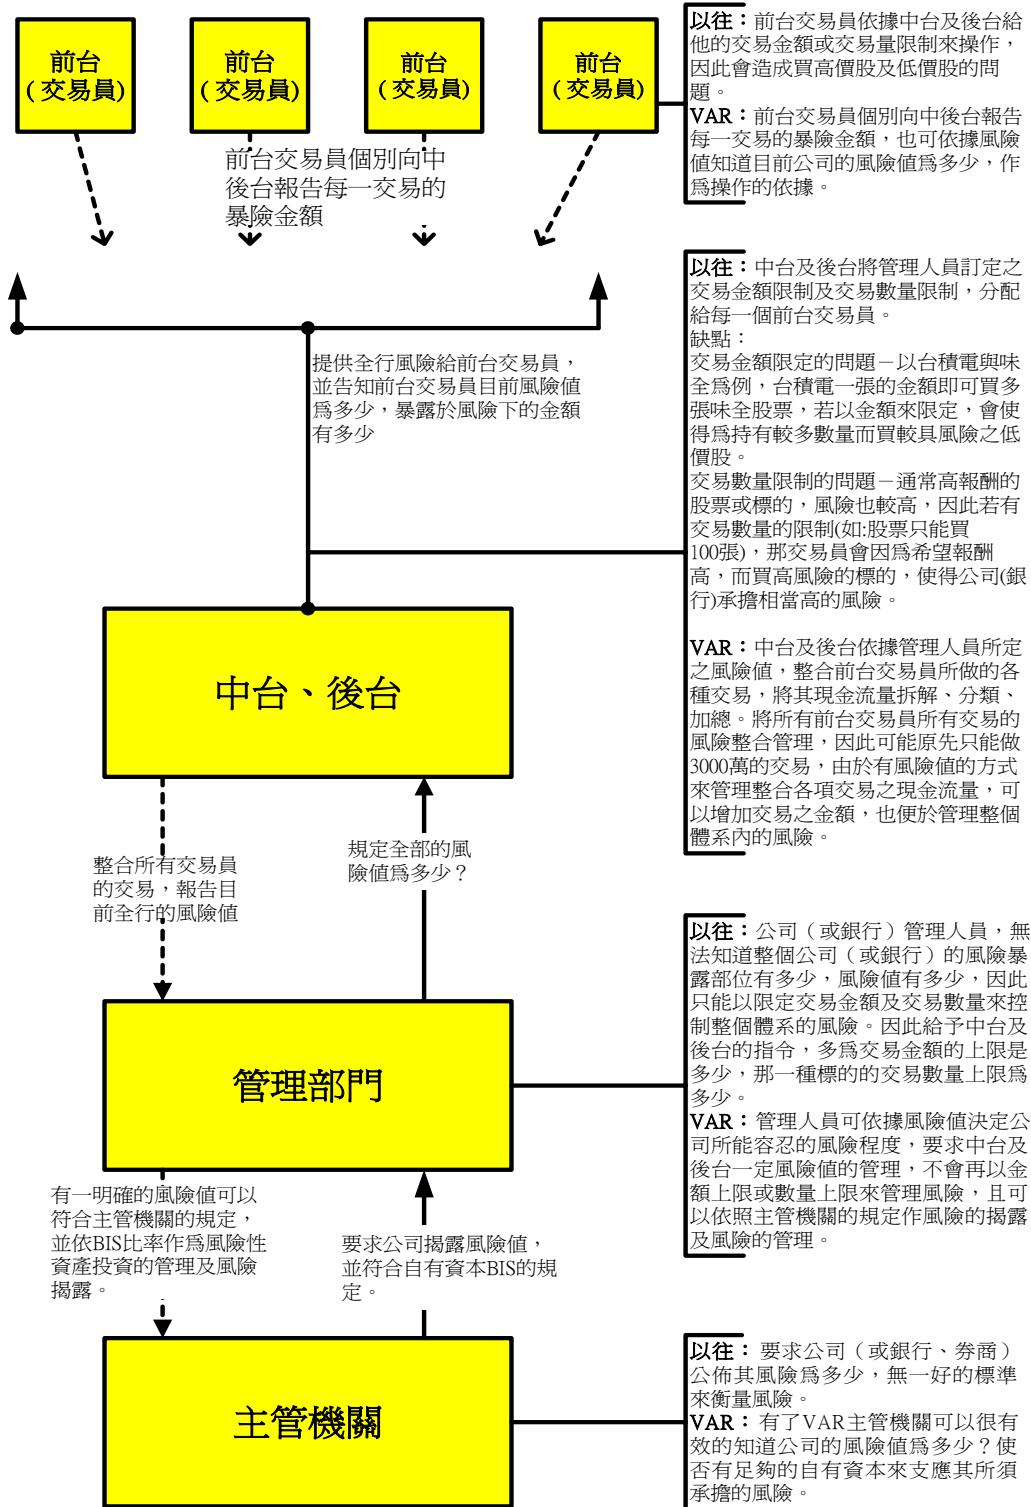 前台
(交易員)
前台
(交易員)
前台
(交易員)
前台
(交易員)
以往：前台交易員依據中台及後台給
他的交易金額或交易量限制來操作，
因此會造成買高價股及低價股的問
題。
VAR：前台交易員個別向中後台報告
每一交易的暴險金額，也可依據風險
值知道目前公司的風險值為多少，作
為操作的依據。
前台交易員個別向中
後台報告每一交易的
暴險金額
以往：中台及後台將管理人員訂定之
交易金額限制及交易數量限制，分配
給每一個前台交易員。
缺點：
交易金額限定的問題－以台積電與味
全為例，台積電一張的金額即可買多
張味全股票，若以金額來限定，會使
得為持有較多數量而買較具風險之低
價股。
交易數量限制的問題－通常高報酬的
股票或標的，風險也較高，因此若有
交易數量的限制(如:股票只能買
100張)，那交易員會因為希望報酬
高，而買高風險的標的，使得公司(銀
行)承擔相當高的風險。
VAR：中台及後台依據管理人員所定
之風險值，整合前台交易員所做的各
種交易，將其現金流量拆解、分類、
加總。將所有前台交易員所有交易的
風險整合管理，因此可能原先只能做
3000萬的交易，由於有風險值的方式
來管理整合各項交易之現金流量，可
以增加交易之金額，也便於管理整個
體系內的風險。
提供全行風險給前台交易員，
並告知前台交易員目前風險值
為多少，暴露於風險下的金額
有多少
中台、後台
整合所有交易員
的交易，報告目
前全行的風險值
規定全部的風
險值為多少？
管理部門
以往：公司（或銀行）管理人員，無
法知道整個公司（或銀行）的風險暴
露部位有多少，風險值有多少，因此
只能以限定交易金額及交易數量來控
制整個體系的風險。因此給予中台及
後台的指令，多為交易金額的上限是
多少，那一種標的的交易數量上限為
多少。
VAR：管理人員可依據風險值決定公
司所能容忍的風險程度，要求中台及
後台一定風險值的管理，不會再以金
額上限或數量上限來管理風險，且可
以依照主管機關的規定作風險的揭露
及風險的管理。
有一明確的風險值可以
符合主管機關的規定，
並依BIS比率作為風險性
資產投資的管理及風險
揭露。
要求公司揭露風險值，
並符合自有資本BIS的規
定。
主管機關
以往：要求公司（或銀行、券商）
公佈其風險為多少，無一好的標準
來衡量風險。
VAR：有了VAR主管機關可以很有
效的知道公司的風險值為多少？使
否有足夠的自有資本來支應其所須
承擔的風險。